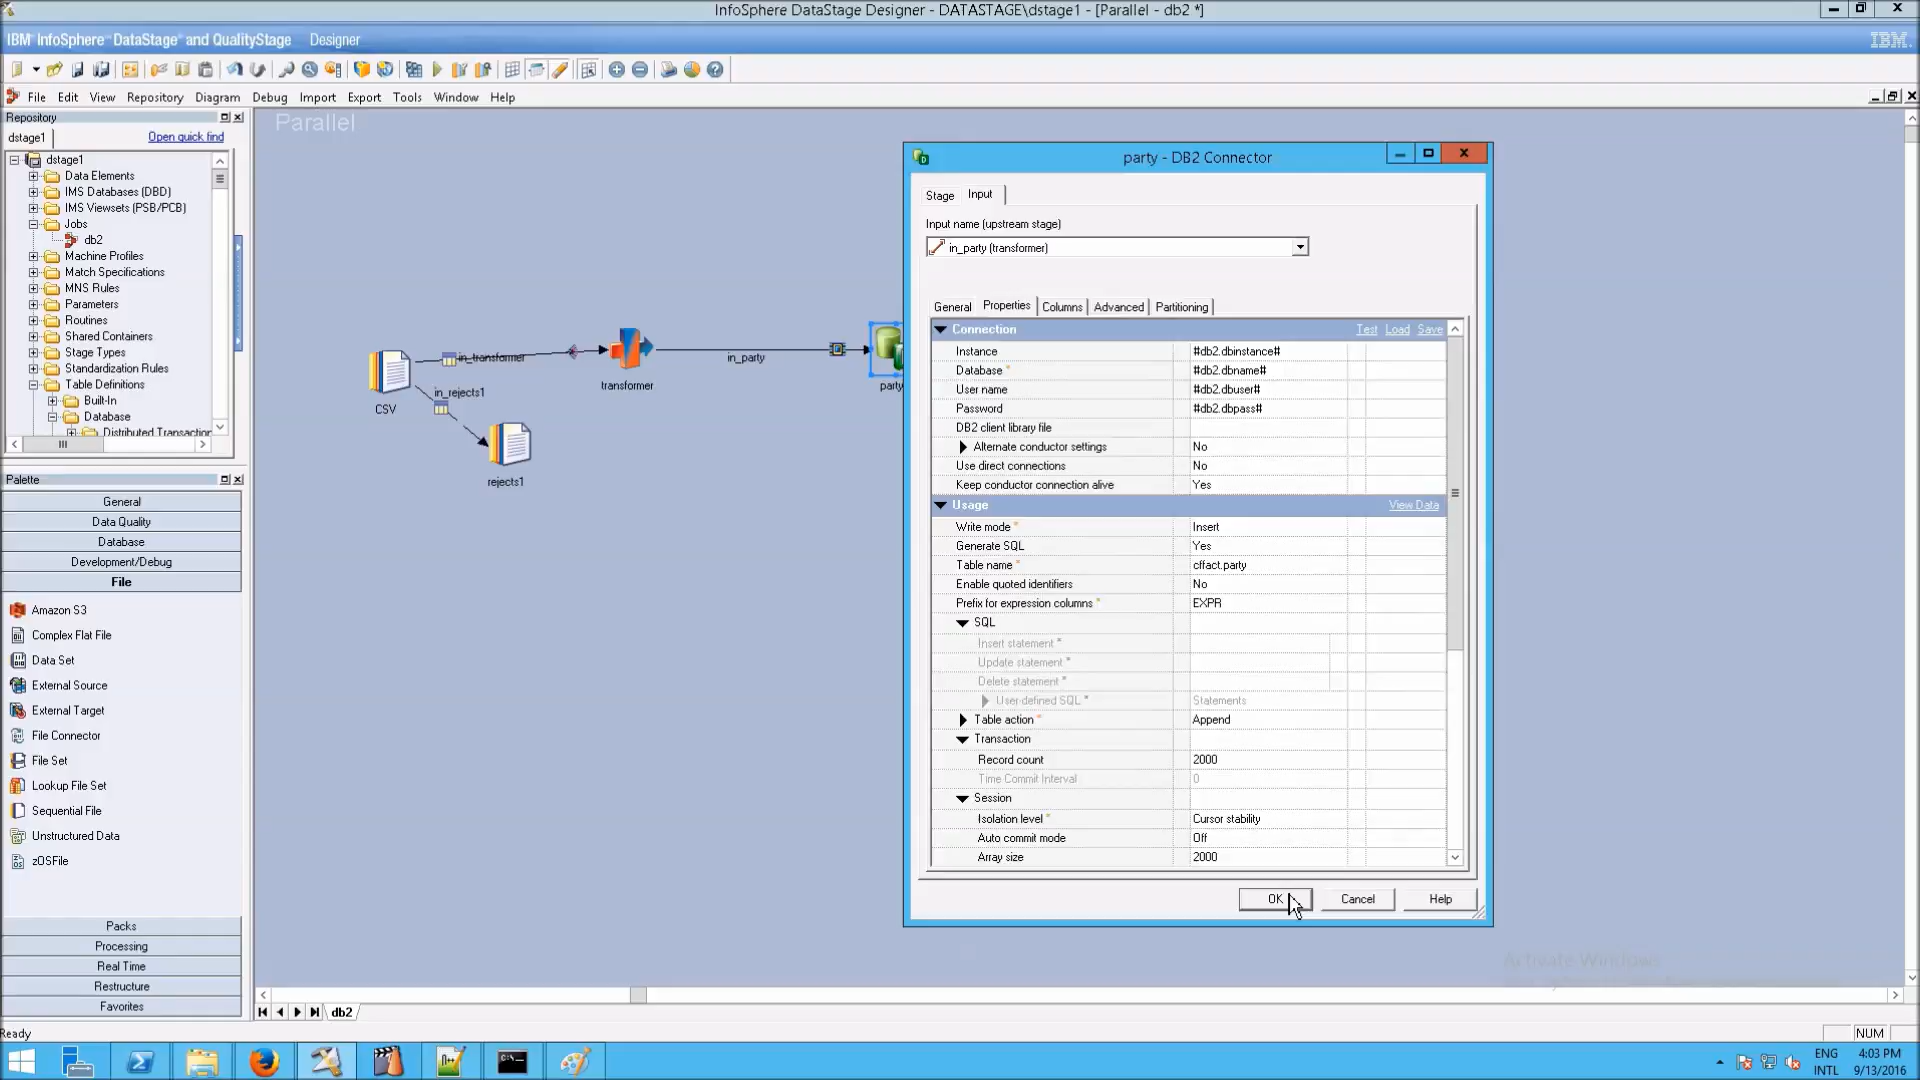 InfoSphere DataStage Designer - DATASTAGE\dstage1 - [Parallel - db2 *]
IBM InfoSphere DataStage and QualityStage Designer
IBM
File Edit View Repository Diagram Debug Import Export Tools Window Help
Repository
dstage1 Open quick find
dstage1
Data Elements
IMS Databases (DBD)
IMS Viewsets (PSB/PCB)
Jobs
db2
Machine Profiles
Match Specifications
MNS Rules
Parameters
Routines
Shared Containers
Stage Types
Standardization Rules
Table Definitions
Built-In
Database
Distributed Transaction
Palette
General
Data Quality
Database
Development/Debug
File
Amazon S3
Complex Flat File
Data Set
External Source
External Target
File Connector
File Set
Lookup File Set
Sequential File
Unstructured Data
zOSFile
Packs
Processing
Real Time
Restructure
Favorites
Parallel
CSV
in_transformer
in_rejects1
rejects1
transformer
in_party
party
party - DB2 Connector
Stage Input
Input name (upstream stage)
in_party (transformer)
General Properties Columns Advanced Partitioning
Connection Test Load Save
Instance #db2.dbinstance#
Database * #db2.dbname#
User name #db2.dbuser#
Password #db2.dbpass#
DB2 client library file
Alternate conductor settings No
Use direct connections No
Keep conductor connection alive Yes
Usage View Data
Write mode * Insert
Generate SQL Yes
Table name * cffact.party
Enable quoted identifiers No
Prefix for expression columns * EXPR
SQL
Insert statement *
Update statement *
Delete statement *
User-defined SQL * Statements
Table action * Append
Transaction
Record count 2000
Time Commit Interval 0
Session
Isolation level * Cursor stability
Auto commit mode Off
Array size 2000
OK Cancel Help
Activate Windows
db2
Ready
NUM
ENG
INTL
4:03 PM
9/13/2016